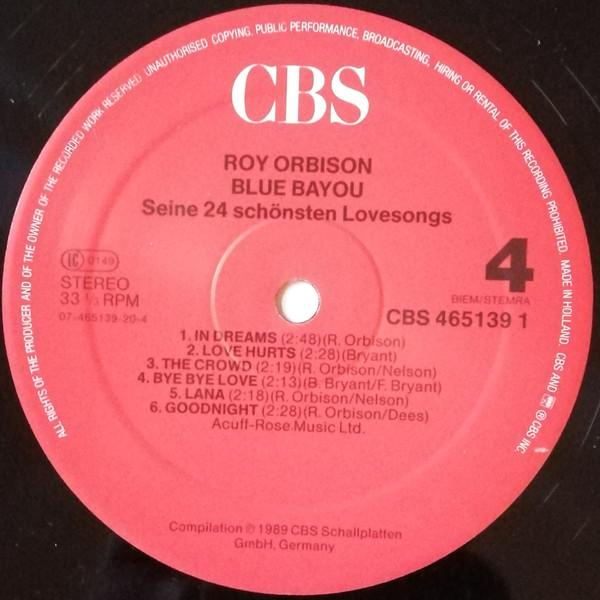 ALL RIGHTS OF THE PRODUCER AND OF THE OWNER OF THE RECORDED WORK RESERVED UNAUTHORISED COPYING, PUBLIC PERFORMANCE, BROADCASTING, HIRING OR RENTAL OF THIS RECORDING PROHIBITED. MADE IN HOLLAND. CBS AND ℗ CBS INC.
CBS
ROY ORBISON
BLUE BAYOU
Seine 24 schönsten Lovesongs
LC 0149
STEREO
33 ⅓ RPM
07-465139-20-4
4
BIEM/STEMRA
CBS 465139 1
1. IN DREAMS (2:48)(R. Orbison)
2. LOVE HURTS (2:28)(Bryant)
3. THE CROWD (2:19)(R. Orbison/Nelson)
4. BYE BYE LOVE (2:13)(B. Bryant/F. Bryant)
5. LANA (2:18)(R. Orbison/Nelson)
6. GOODNIGHT (2:28)(R. Orbison/Dees)
Acuff-Rose Music Ltd.
Compilation ℗ 1989 CBS Schallplatten
GmbH, Germany